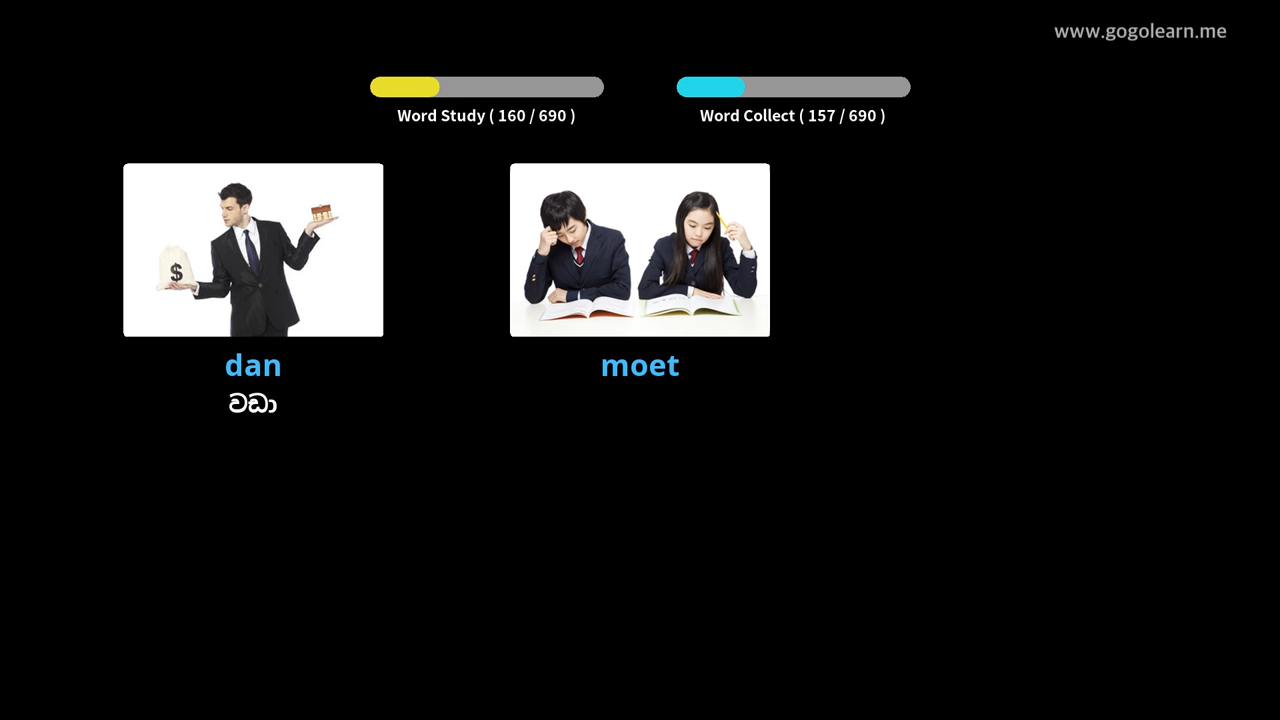 www.gogolearn.me
Word Study ( 160 / 690 )
Word Collect ( 157 / 690 )
$
dan
වඩා
moet